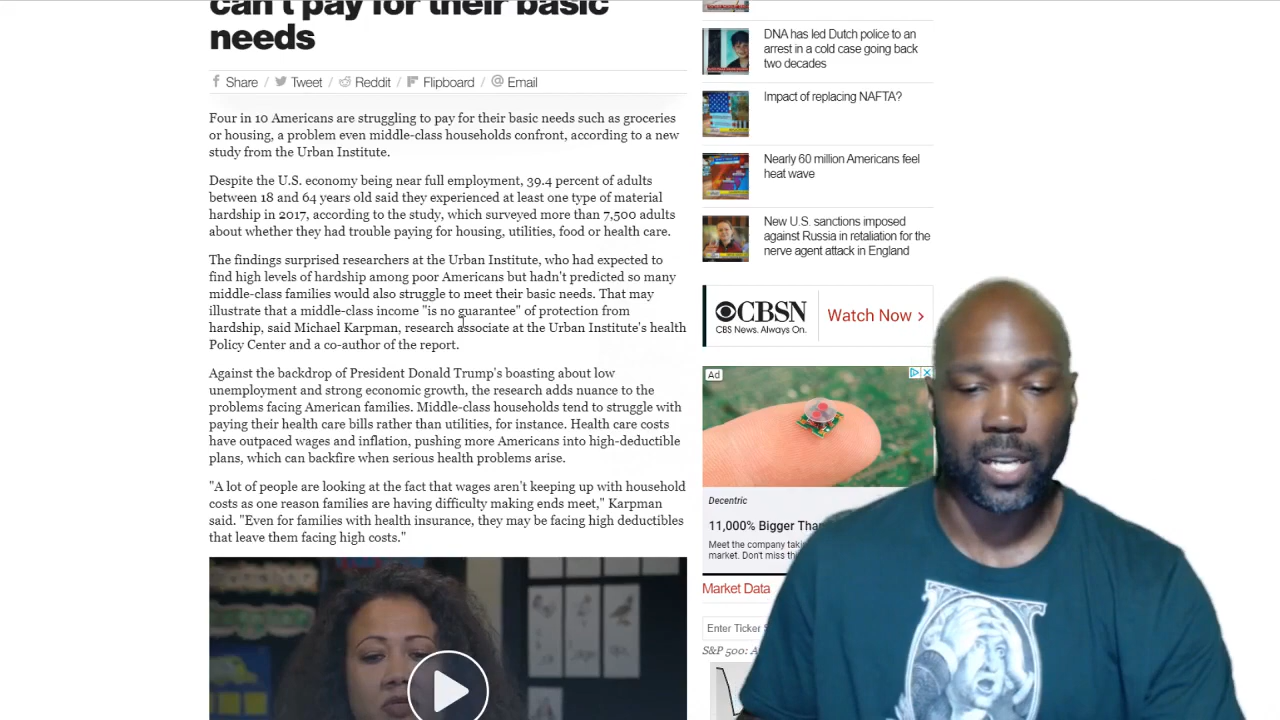 can't pay for their basic
needs
Share / Tweet / Reddit / Flipboard / Email
Four in 10 Americans are struggling to pay for their basic needs such as groceries
or housing, a problem even middle-class households confront, according to a new
study from the Urban Institute.
Despite the U.S. economy being near full employment, 39.4 percent of adults
between 18 and 64 years old said they experienced at least one type of material
hardship in 2017, according to the study, which surveyed more than 7,500 adults
about whether they had trouble paying for housing, utilities, food or health care.
The findings surprised researchers at the Urban Institute, who had expected to
find high levels of hardship among poor Americans but hadn't predicted so many
middle-class families would also struggle to meet their basic needs. That may
illustrate that a middle-class income "is no guarantee" of protection from
hardship, said Michael Karpman, research associate at the Urban Institute's health
Policy Center and a co-author of the report.
Against the backdrop of President Donald Trump's boasting about low
unemployment and strong economic growth, the research adds nuance to the
problems facing American families. Middle-class households tend to struggle with
paying their health care bills rather than utilities, for instance. Health care costs
have outpaced wages and inflation, pushing more Americans into high-deductible
plans, which can backfire when serious health problems arise.
"A lot of people are looking at the fact that wages aren't keeping up with household
costs as one reason families are having difficulty making ends meet," Karpman
said. "Even for families with health insurance, they may be facing high deductibles
that leave them facing high costs."
DNA has led Dutch police to an
arrest in a cold case going back
two decades
Impact of replacing NAFTA?
Nearly 60 million Americans feel
heat wave
New U.S. sanctions imposed
against Russia in retaliation for the
nerve agent attack in England
CBSN
CBS News. Always On.
Watch Now >
Ad
Decentric
11,000% Bigger
Meet the company
market. Don't miss
Market Data
Enter Ticker
S&P 500: